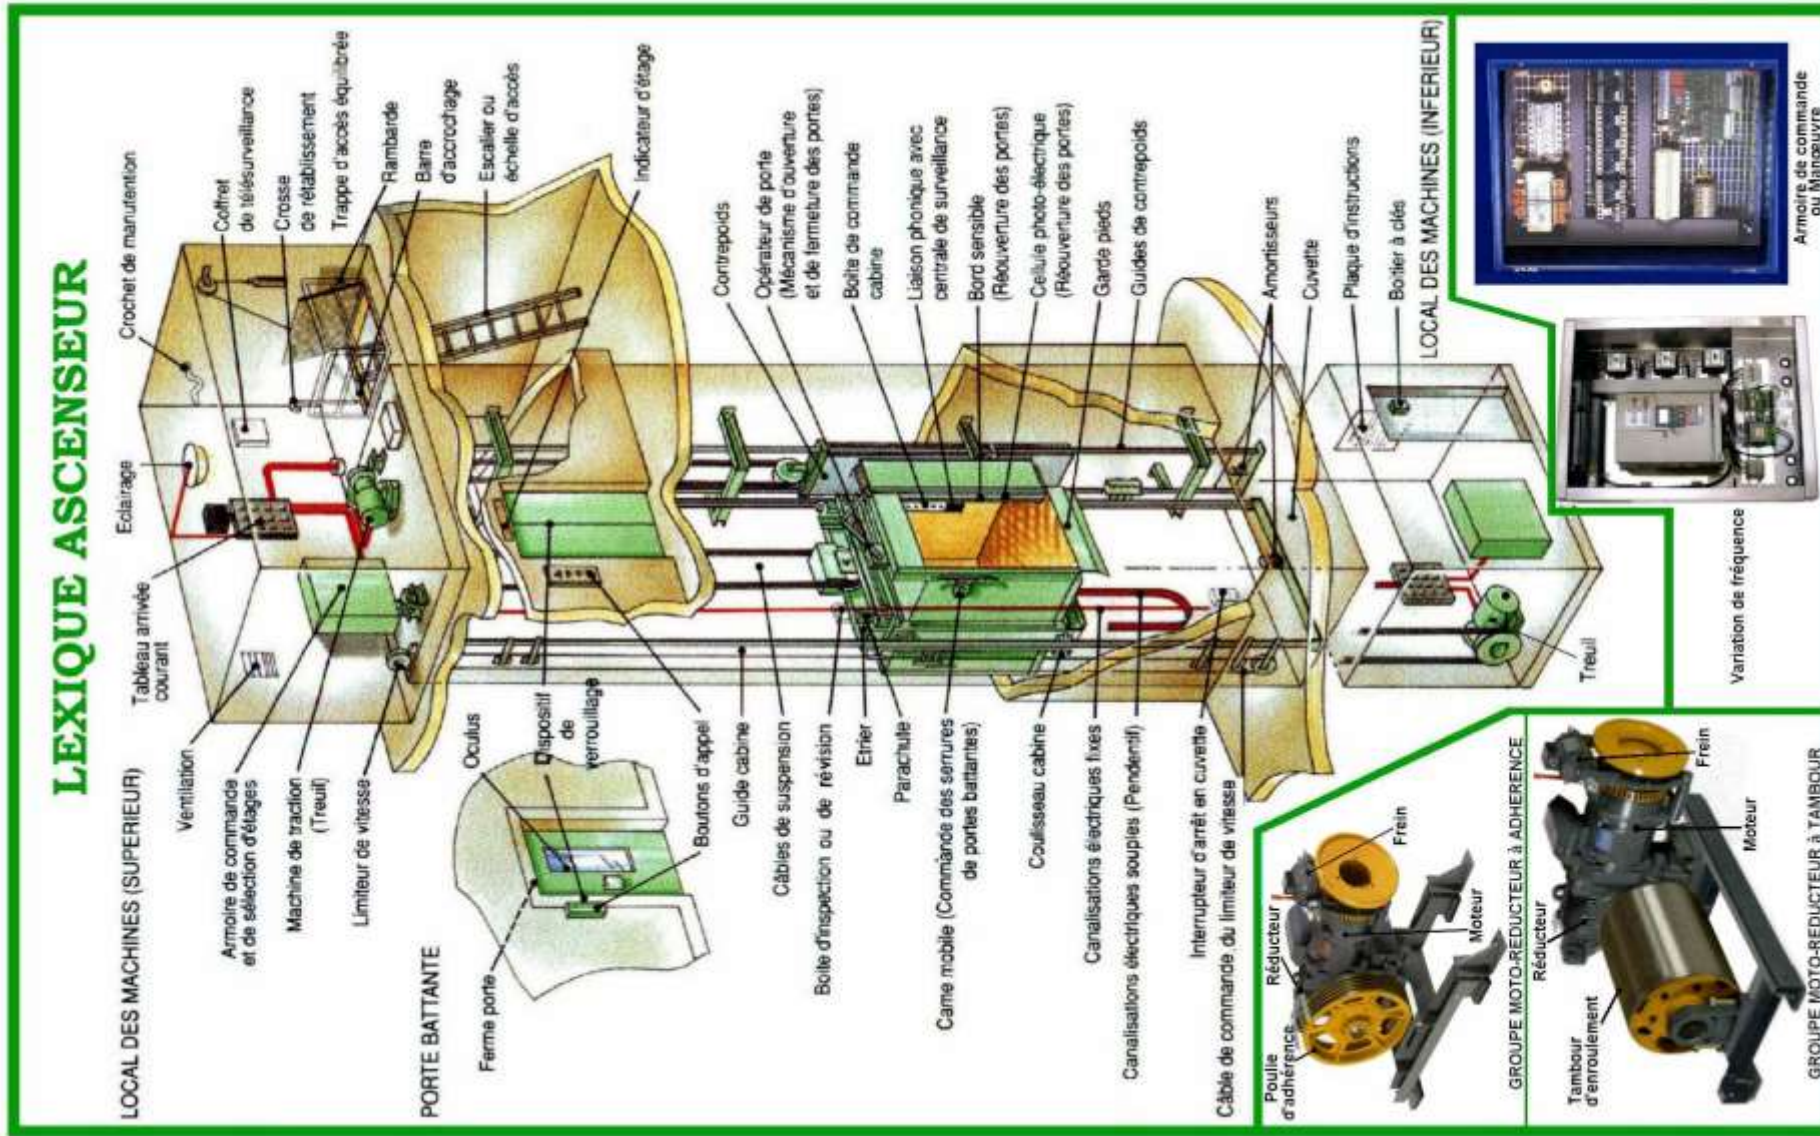 LEXIQUE ASCENSEUR
LOCAL DES MACHINES (SUPERIEUR)
Ventilation
Tableau arrivée
courant
Eclairage
Crochet de manutention
Coffret
de télésurveillance
Crosse
de rétablissement
Trappe d'accès équilibrée
Rambarde
Barre
d'accrochage
Escalier ou
échelle d'accès
Indicateur d'étage
Armoire de commande
et de sélection d'étages
Machine de traction
(Treuil)
Limiteur de vitesse
PORTE BATTANTE
Ferme porte
Oculus
Dispositif
de
verrouillage
Boutons d'appel
Guide cabine
Câbles de suspension
Boite d'inspection ou de révision
Etrier
Parachute
Came mobile (Commande des serrures
de portes battantes)
Coulisseau cabine
Canalisations électriques fixes
Canalisations électriques souples (Pendentif)
Interrupteur d'arrêt en cuvette
Câble de commande du limiteur de vitesse
Contrepoids
Opérateur de porte
(Mécanisme d'ouverture
et de fermeture des portes)
Boite de commande
cabine
Liaison phonique avec
centrale de surveillance
Bord sensible
(Réouverture des portes)
Cellule photo-électrique
(Réouverture des portes)
Garde pieds
Guides de contrepoids
Amortisseurs
Cuvette
Plaque d'instructions
Boitier à clés
LOCAL DES MACHINES (INFERIEUR)
Treuil
Poulie
d'adhérence
Réducteur
Frein
Moteur
GROUPE MOTO-REDUCTEUR à ADHERENCE
Réducteur
Tambour
d'enroulement
Frein
Moteur
GROUPE MOTO-REDUCTEUR à TAMBOUR
Variation de fréquence
Armoire de commande
ou Manœuvre